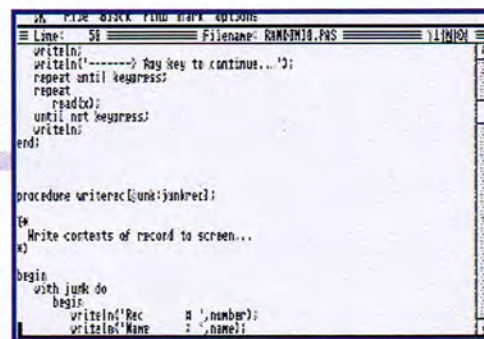 File Block Find Mark Options
Line: 58 Filename:
writeln;
writeln('-------> Any key to continue...');
repeat until keypress;
repeat
read(x);
until not keypress;
writeln;
end;
procedure writerec(junk:junkrec);
(*
Write contents of record to screen...
*)
begin
with junk do
begin
writeln('Rec # ',number);
writeln('Name : ',name);